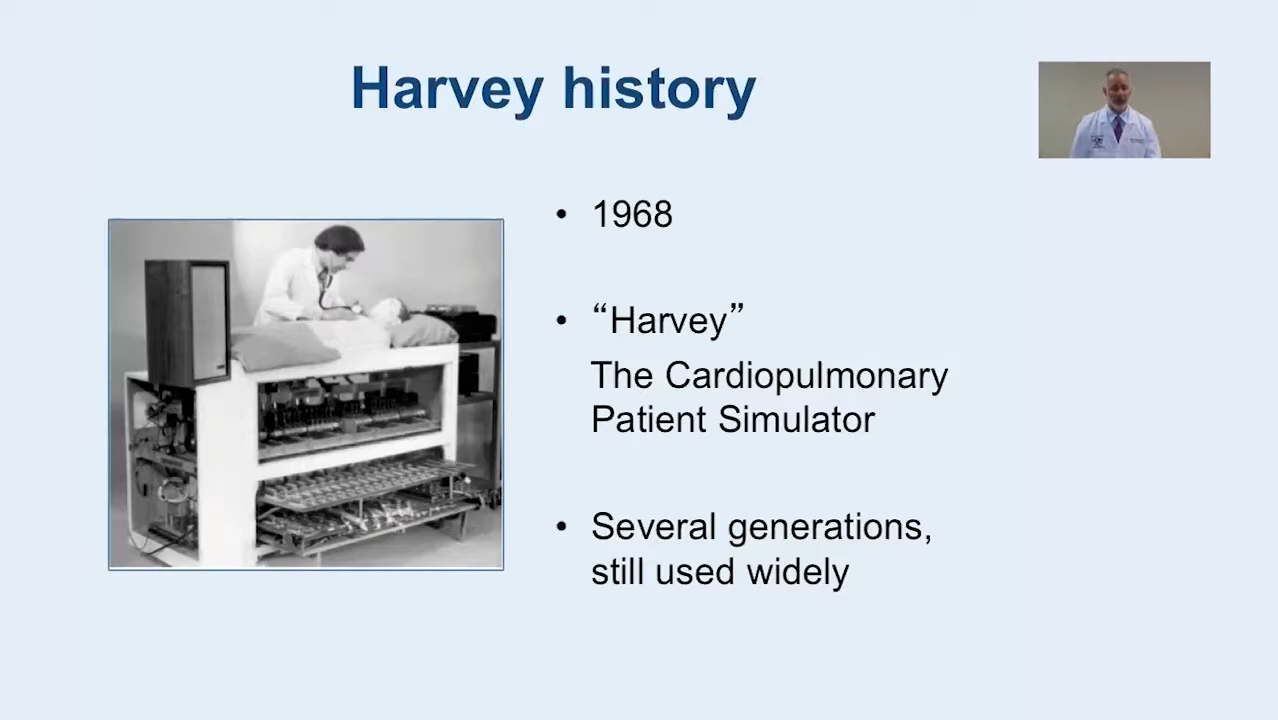 Harvey history
• 1968
• “Harvey”
The Cardiopulmonary
Patient Simulator
• Several generations,
still used widely